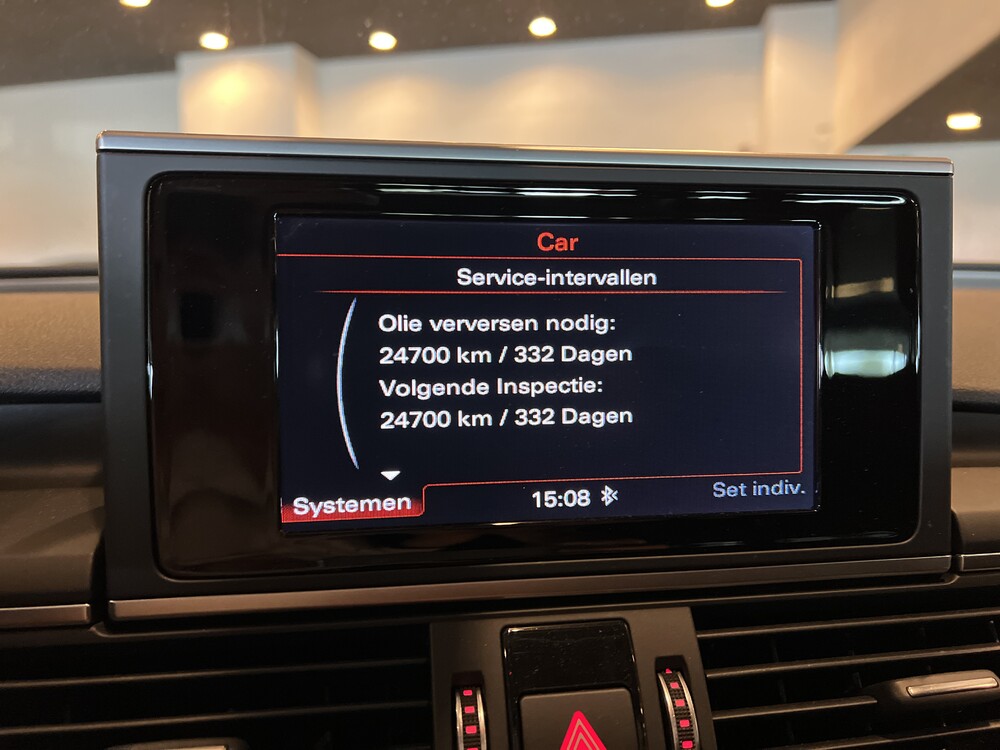 Car
Service-intervallen
Olie verversen nodig:
24700 km / 332 Dagen
Volgende Inspectie:
24700 km / 332 Dagen
Systemen
15:08
Set indiv.